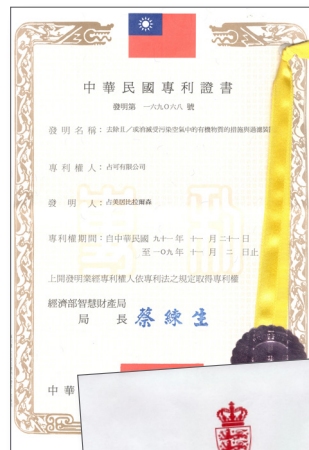 中華民國專利證書
發明第 一六九〇六八 號
發明名稱：去除且／或消減受污染空氣中的有機物質的措施與過濾
專利權人：占可有限公司
發明人：占美居比拉爾森
專利權期間：自中華民國 九十一 年 十一 月 二十一 日
至 一〇九 年 十一 月 二 日止
上開發明業經專利權人依專利法之規定取得專利權
經濟部智慧財產局
局長 蔡練生
中華